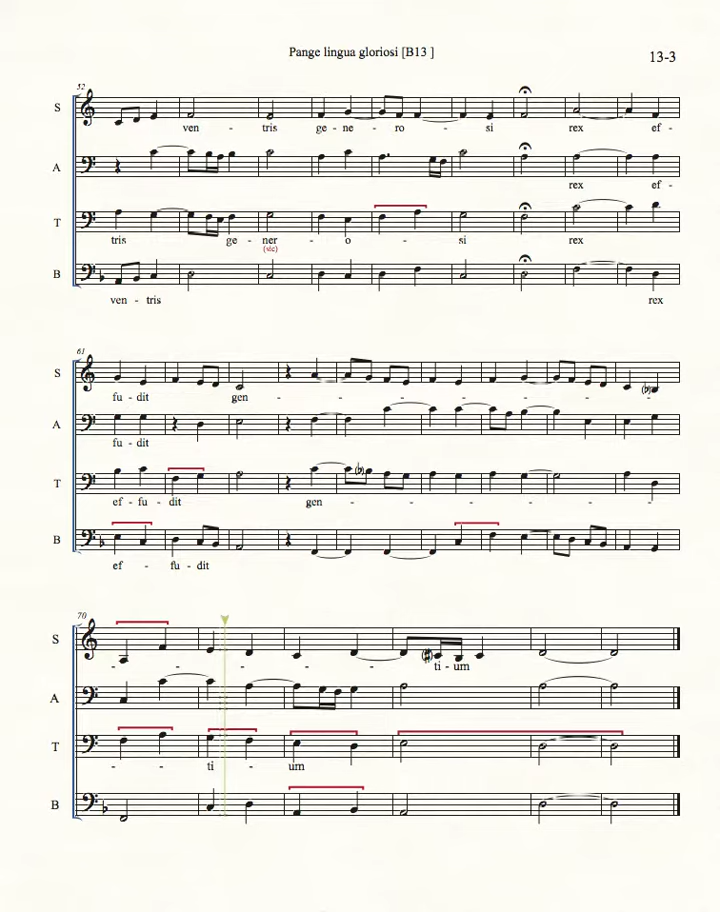 Pange lingua gloriosi [B13 ]
13-3
52
S
ven - tris ge - ne - ro - si rex ef -
A
rex ef -
T
tris ge - ner - o - si rex
(sic)
B
ven - tris rex
61
S
fu - dit gen - - - - - - -
A
fu - dit
T
ef - fu - dit gen - - - - - -
B
ef - fu - dit
70
S
- - - - - ti - um
A
T
- - ti - um
B